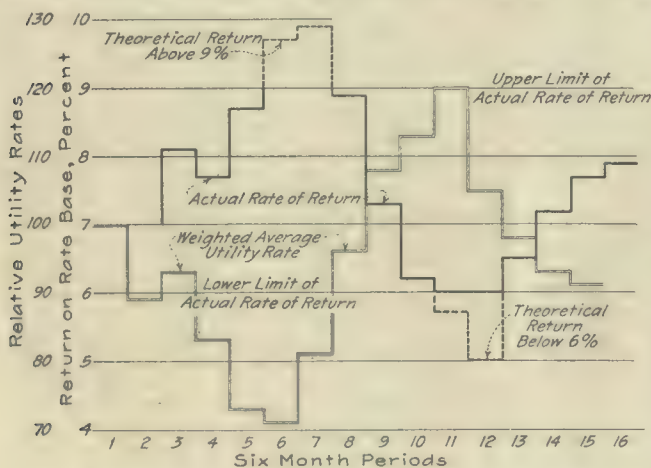 130 10
Theoretical Return
Above 9%
120 9
Upper Limit of
Actual Rate of Return
110 8
Actual Rate of Return
100 7
Weighted Average
Utility Rate
Lower Limit of
Actual Rate of Return
90 6
Theoretical
Return
Below 6%
80 5
70 4
Relative Utility Rates
Return on Rate Base, Percent
1 2 3 4 5 6 7 8 9 10 11 12 13 14 15 16
Six Month Periods